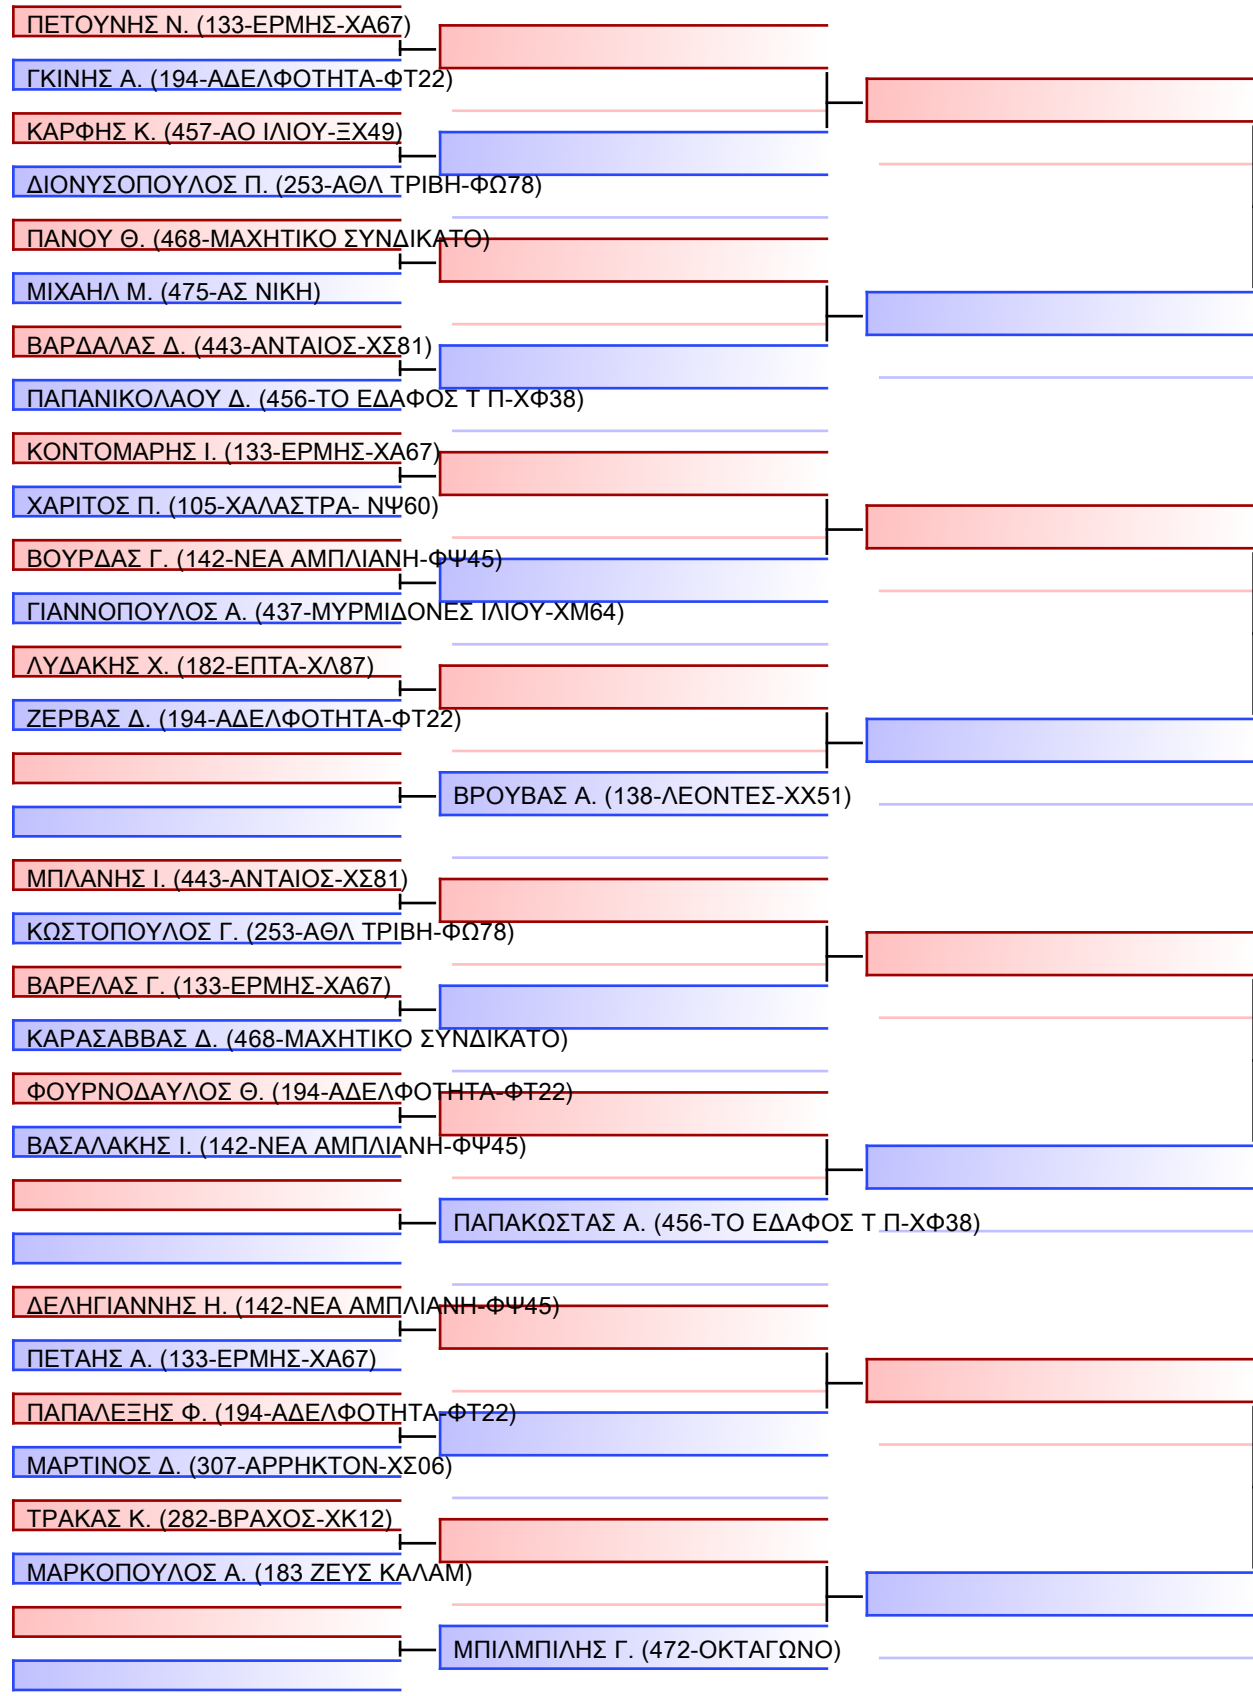 ΠΕΤΟΥΝΗΣ Ν. (133-ΕΡΜΗΣ-ΧΑ67)
ΓΚΙΝΗΣ Α. (194-ΑΔΕΛΦΟΤΗΤΑ-ΦΤ22)
ΚΑΡΦΗΣ Κ. (457-ΑΟ ΙΛΙΟΥ-ΞΧ49)
ΔΙΟΝΥΣΟΠΟΥΛΟΣ Π. (253-ΑΘΛ ΤΡΙΒΗ-ΦΩ78)
ΠΑΝΟΥ Θ. (468-ΜΑΧΗΤΙΚΟ ΣΥΝΔΙΚΑΤΟ)
ΜΙΧΑΗΛ Μ. (475-ΑΣ ΝΙΚΗ)
ΒΑΡΔΑΛΑΣ Δ. (443-ΑΝΤΑΙΟΣ-ΧΣ81)
ΠΑΠΑΝΙΚΟΛΑΟΥ Δ. (456-ΤΟ ΕΔΑΦΟΣ Τ Π-ΧΦ38)
ΚΟΝΤΟΜΑΡΗΣ Ι. (133-ΕΡΜΗΣ-ΧΑ67)
ΧΑΡΙΤΟΣ Π. (105-ΧΑΛΑΣΤΡΑ- ΝΨ60)
ΒΟΥΡΔΑΣ Γ. (142-ΝΕΑ ΑΜΠΛΙΑΝΗ-ΦΨ45)
ΓΙΑΝΝΟΠΟΥΛΟΣ Α. (437-ΜΥΡΜΙΔΟΝΕΣ ΙΛΙΟΥ-ΧΜ64)
ΛΥΔΑΚΗΣ Χ. (182-ΕΠΤΑ-ΧΛ87)
ΖΕΡΒΑΣ Δ. (194-ΑΔΕΛΦΟΤΗΤΑ-ΦΤ22)
ΒΡΟΥΒΑΣ Α. (138-ΛΕΟΝΤΕΣ-ΧΧ51)
ΜΠΛΑΝΗΣ Ι. (443-ΑΝΤΑΙΟΣ-ΧΣ81)
ΚΩΣΤΟΠΟΥΛΟΣ Γ. (253-ΑΘΛ ΤΡΙΒΗ-ΦΩ78)
ΒΑΡΕΛΑΣ Γ. (133-ΕΡΜΗΣ-ΧΑ67)
ΚΑΡΑΣΑΒΒΑΣ Δ. (468-ΜΑΧΗΤΙΚΟ ΣΥΝΔΙΚΑΤΟ)
ΦΟΥΡΝΟΔΑΥΛΟΣ Θ. (194-ΑΔΕΛΦΟΤΗΤΑ-ΦΤ22)
ΒΑΣΑΛΑΚΗΣ Ι. (142-ΝΕΑ ΑΜΠΛΙΑΝΗ-ΦΨ45)
ΠΑΠΑΚΩΣΤΑΣ Α. (456-ΤΟ ΕΔΑΦΟΣ Τ Π-ΧΦ38)
ΔΕΛΗΓΙΑΝΝΗΣ Η. (142-ΝΕΑ ΑΜΠΛΙΑΝΗ-ΦΨ45)
ΠΕΤΑΗΣ Α. (133-ΕΡΜΗΣ-ΧΑ67)
ΠΑΠΑΛΕΞΗΣ Φ. (194-ΑΔΕΛΦΟΤΗΤΑ-ΦΤ22)
ΜΑΡΤΙΝΟΣ Δ. (307-ΑΡΡΗΚΤΟΝ-ΧΣ06)
ΤΡΑΚΑΣ Κ. (282-ΒΡΑΧΟΣ-ΧΚ12)
ΜΑΡΚΟΠΟΥΛΟΣ Α. (183 ΖΕΥΣ ΚΑΛΑΜ)
ΜΠΙΛΜΠΙΛΗΣ Γ. (472-ΟΚΤΑΓΩΝΟ)